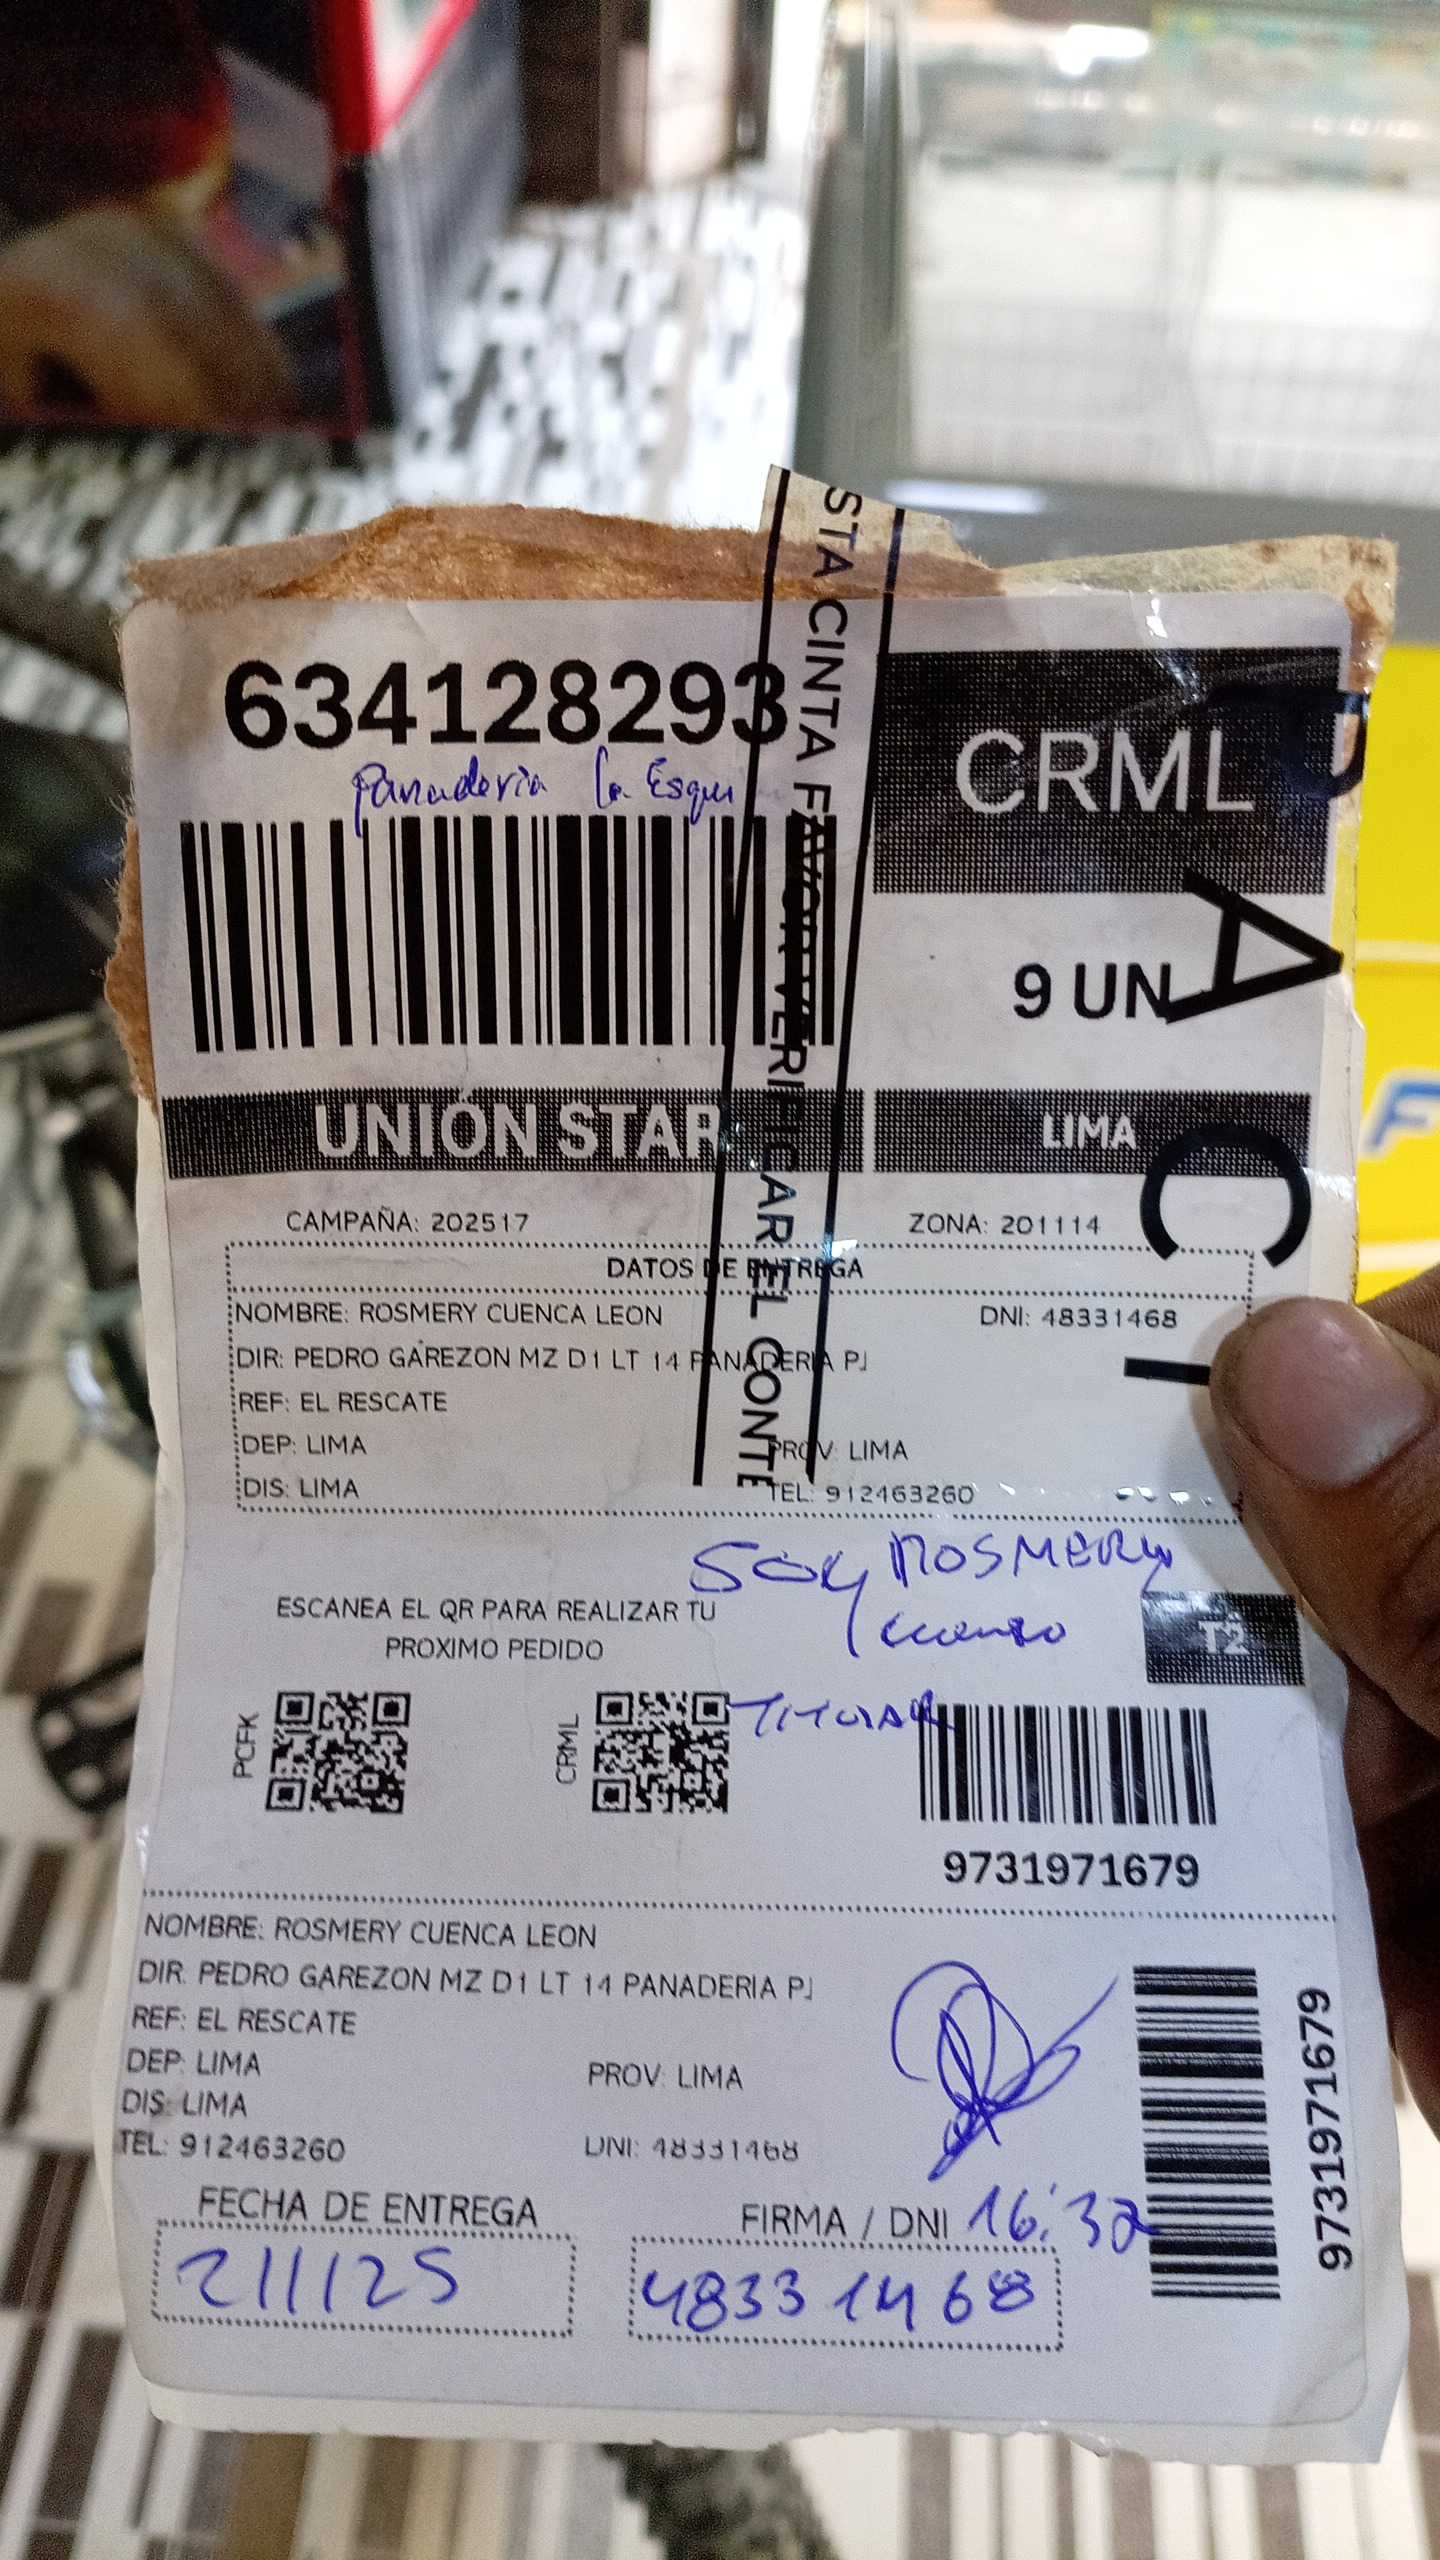 634128293
Panaderia la Esqui
CRML
9 UN
UNIÓN STAR
LIMA
CAMPAÑA: 202517
ZONA: 201114
DATOS DE ENTREGA
NOMBRE: ROSMERY CUENCA LEON
DNI: 48331468
DIR: PEDRO GAREZON MZ D1 LT 14 PANADERIA PJ
REF: EL RESCATE
DEP: LIMA
PROV: LIMA
DIS: LIMA
TEL: 912463260
STA CINTA FAVOR VERIFICAR EL CONTE
P A C I
SOY ROSMERY
TITULAR
ESCANEA EL QR PARA REALIZAR TU
PROXIMO PEDIDO
T2
PCFK
CRML
9731971679
NOMBRE: ROSMERY CUENCA LEON
DIR: PEDRO GAREZON MZ D1 LT 14 PANADERIA PJ
REF: EL RESCATE
DEP: LIMA
PROV: LIMA
DIS: LIMA
TEL: 912463260
DNI: 48331468
9731971679
FECHA DE ENTREGA
FIRMA / DNI
16:32
21/1/25
48331468
F